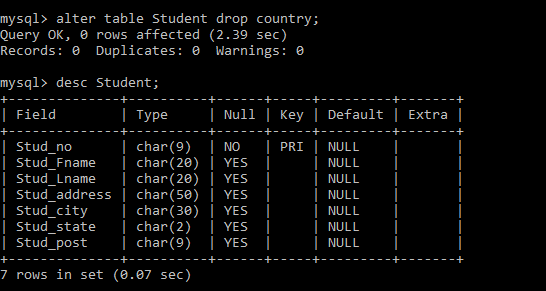 mysql> alter table Student drop country;
Query OK, 0 rows affected (2.39 sec)
Records: 0  Duplicates: 0  Warnings: 0

mysql> desc Student;
+--------------+----------+------+-----+---------+-------+
| Field        | Type     | Null | Key | Default | Extra |
+--------------+----------+------+-----+---------+-------+
| Stud_no      | char(9)  | NO   | PRI | NULL    |       |
| Stud_Fname   | char(20) | YES  |     | NULL    |       |
| Stud_Lname   | char(20) | YES  |     | NULL    |       |
| Stud_address | char(50) | YES  |     | NULL    |       |
| Stud_city    | char(30) | YES  |     | NULL    |       |
| Stud_state   | char(2)  | YES  |     | NULL    |       |
| Stud_post    | char(9)  | YES  |     | NULL    |       |
+--------------+----------+------+-----+---------+-------+
7 rows in set (0.07 sec)